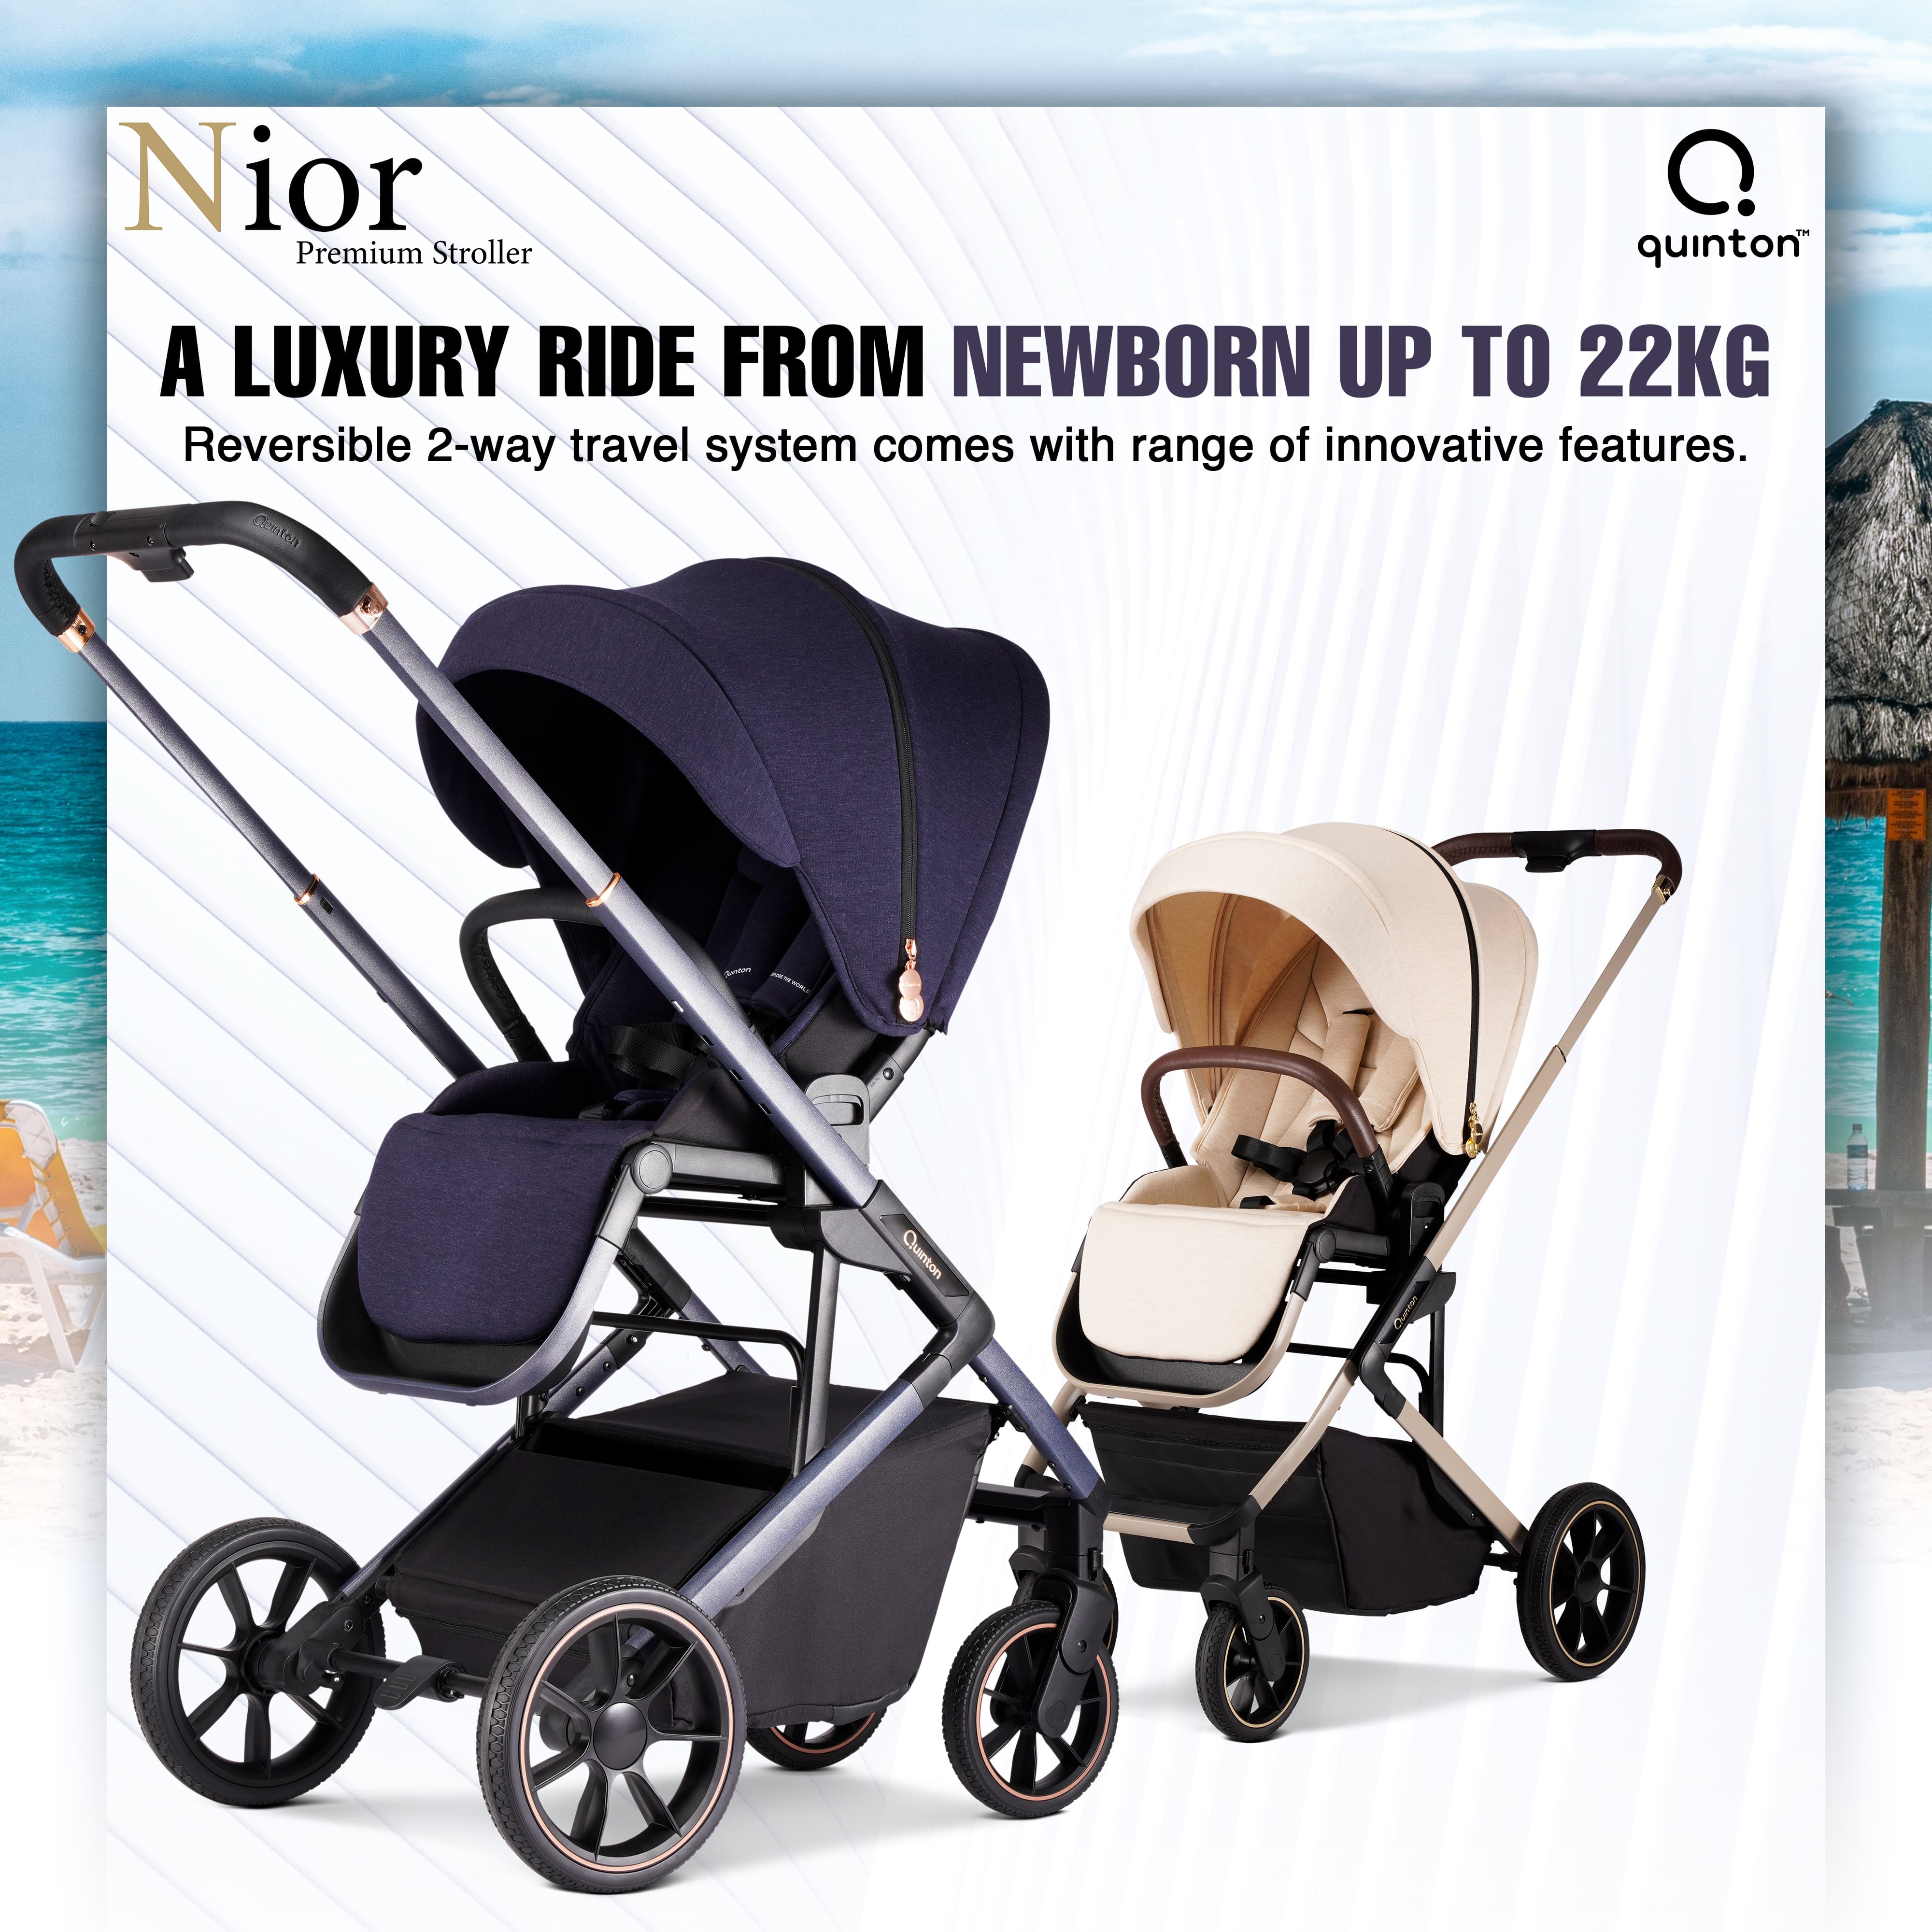 Nior
Premium Stroller
quinton™
A LUXURY RIDE FROM NEWBORN UP TO 22KG
Reversible 2-way travel system comes with range of innovative features.
Quinton
Quinton
Quinton
Quinton